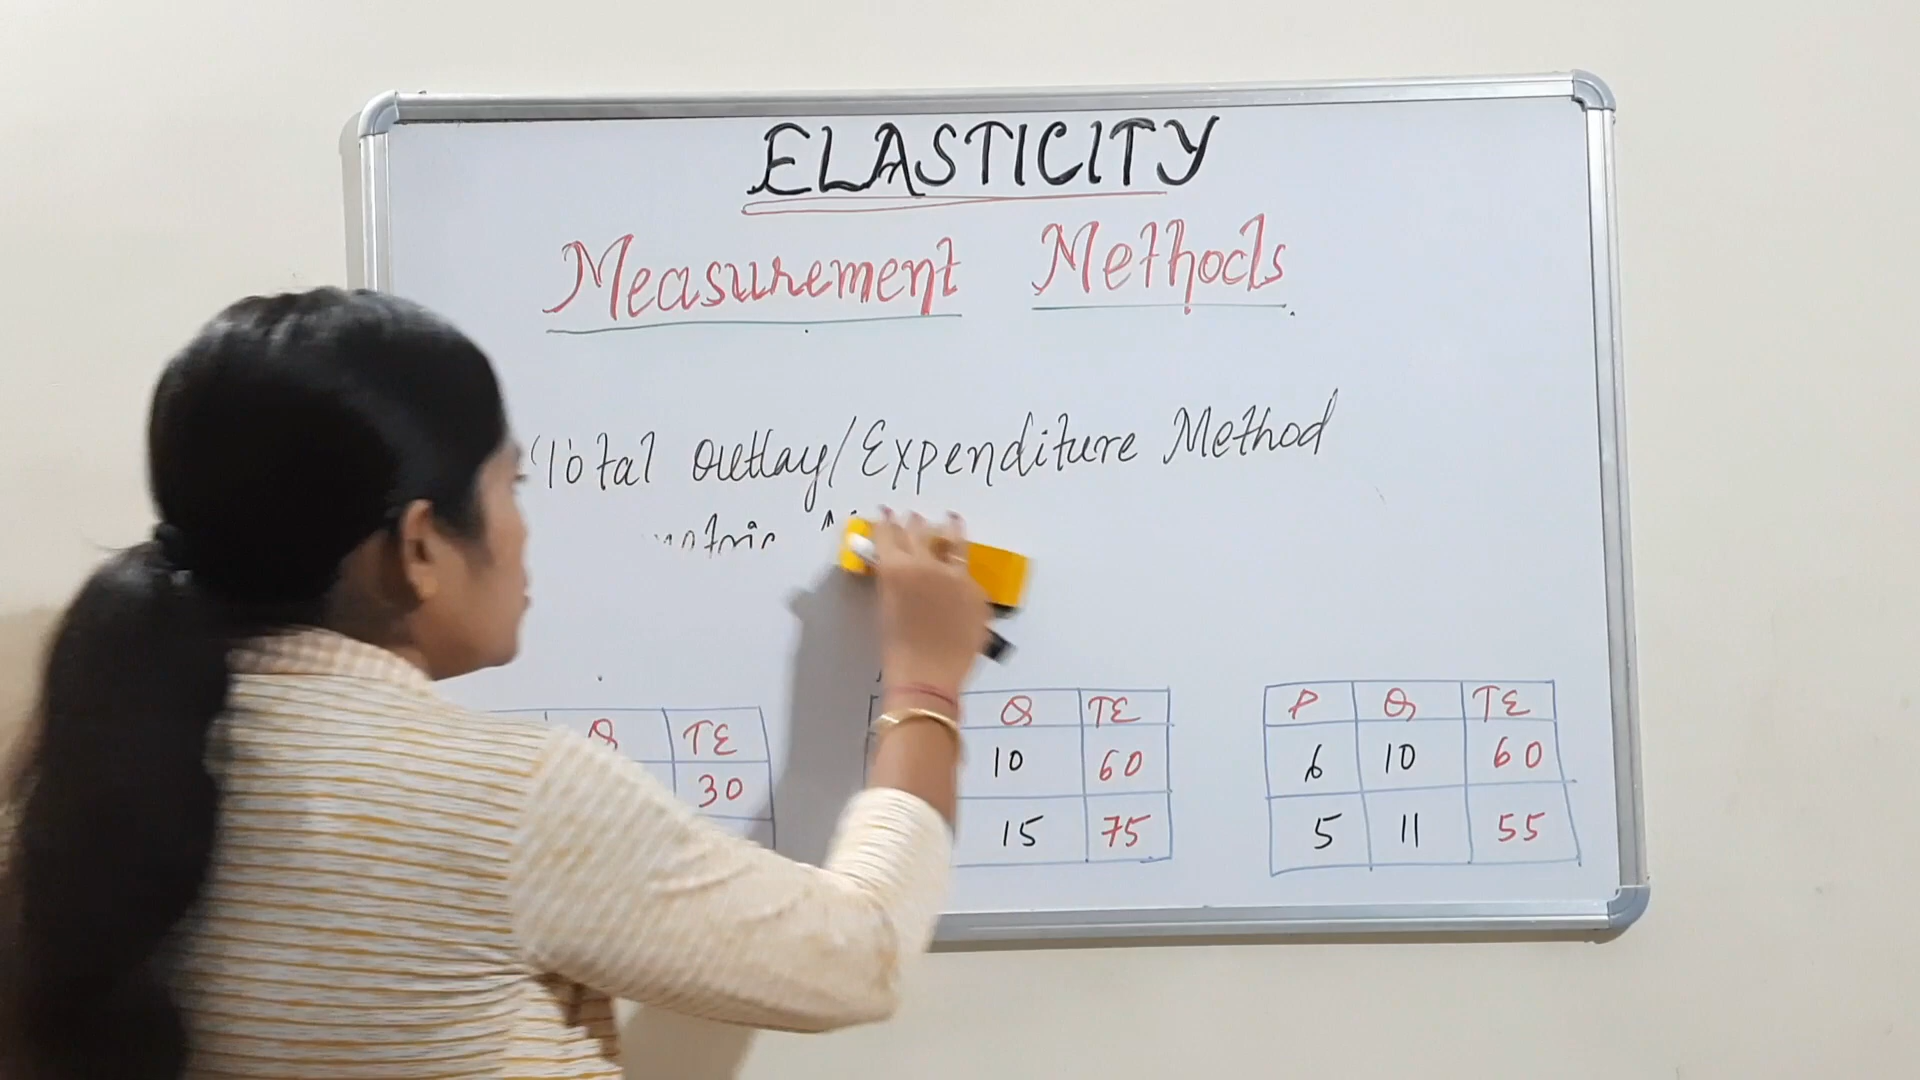 ELASTICITY
Measurement Methods
Total Outlay/Expenditure Method
Q TE
30
Q TE
10 60
15 75
P Q TE
6 10 60
5 11 55